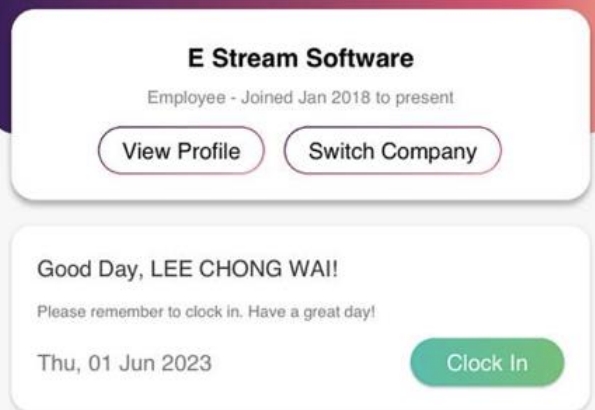 E Stream Software
Employee - Joined Jan 2018 to present
View Profile Switch Company
Good Day, LEE CHONG WAI!
Please remember to clock in. Have a great day!
Thu, 01 Jun 2023 Clock In